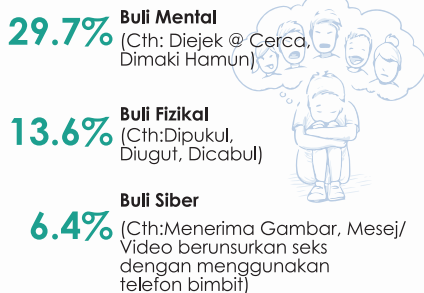 29.7%
Buli Mental
(Cth: Diejek @ Cerca,
Dimaki Hamun)
13.6%
Buli Fizikal
(Cth:Dipukul,
Diugut, Dicabul)
6.4%
Buli Siber
(Cth:Menerima Gambar, Mesej/
Video berunsurkan seks
dengan menggunakan
telefon bimbit)